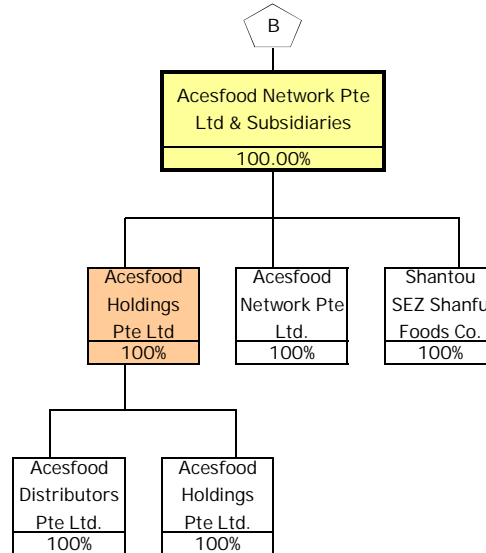 B
Acesfood Network Pte
Ltd & Subsidiaries
100.00%
Acesfood
Holdings
Pte Ltd
100%
Acesfood
Network Pte
Ltd.
100%
Shantou
SEZ Shanfu
Foods Co.
100%
Acesfood
Distributors
Pte Ltd.
100%
Acesfood
Holdings
Pte Ltd.
100%